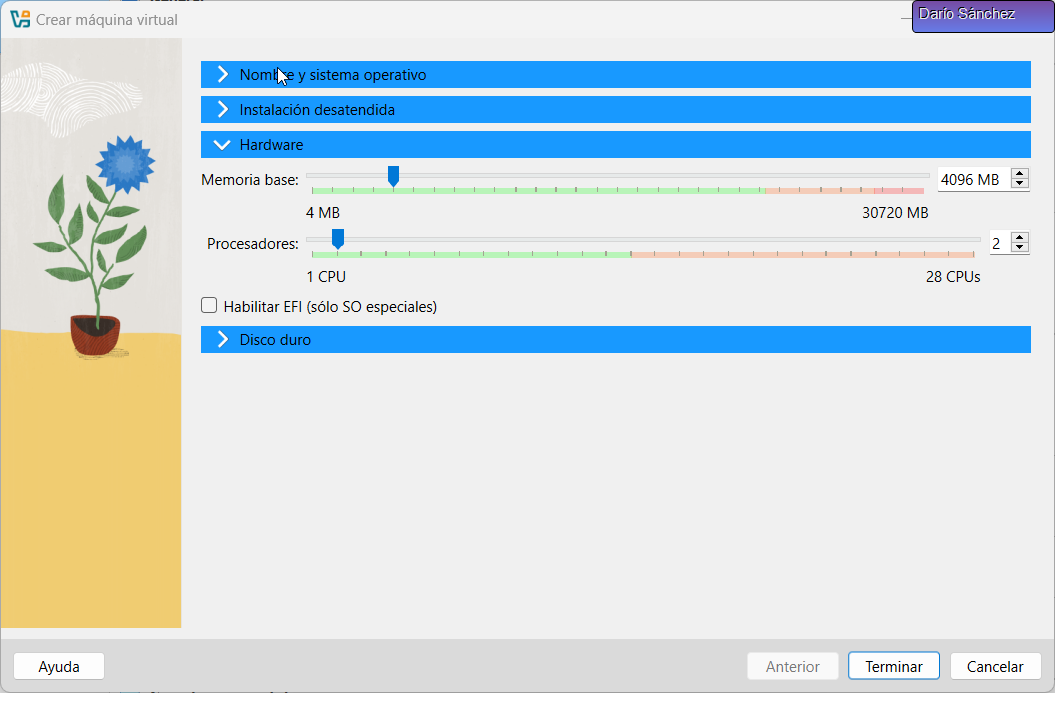 Crear máquina virtual
Darío Sánchez
Nombre y sistema operativo
Instalación desatendida
Hardware
Memoria base:
4096 MB
4 MB
30720 MB
Procesadores:
2
1 CPU
28 CPUs
Habilitar EFI (sólo SO especiales)
Disco duro
Ayuda
Anterior
Terminar
Cancelar